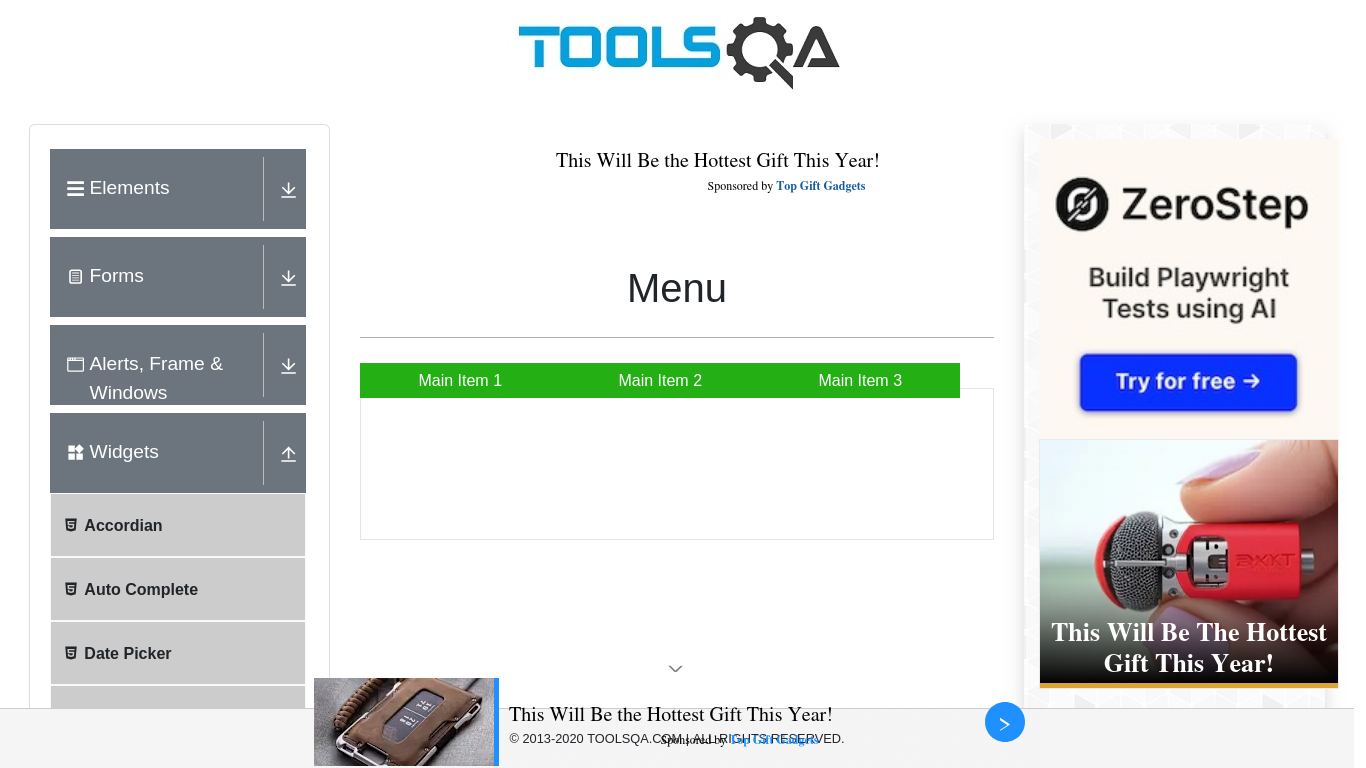 TOOLSQA
Elements
Forms
Alerts, Frame &
Windows
Widgets
Accordian
Auto Complete
Date Picker
This Will Be the Hottest Gift This Year!
Sponsored by Top Gift Gadgets
Menu
Main Item 1
Main Item 2
Main Item 3
ZeroStep
Build Playwright
Tests using AI
Try for free →
This Will Be The Hottest
Gift This Year!
This Will Be the Hottest Gift This Year!
Sponsored by Top Gift Gadgets
© 2013-2020 TOOLSQA.COM | ALL RIGHTS RESERVED.